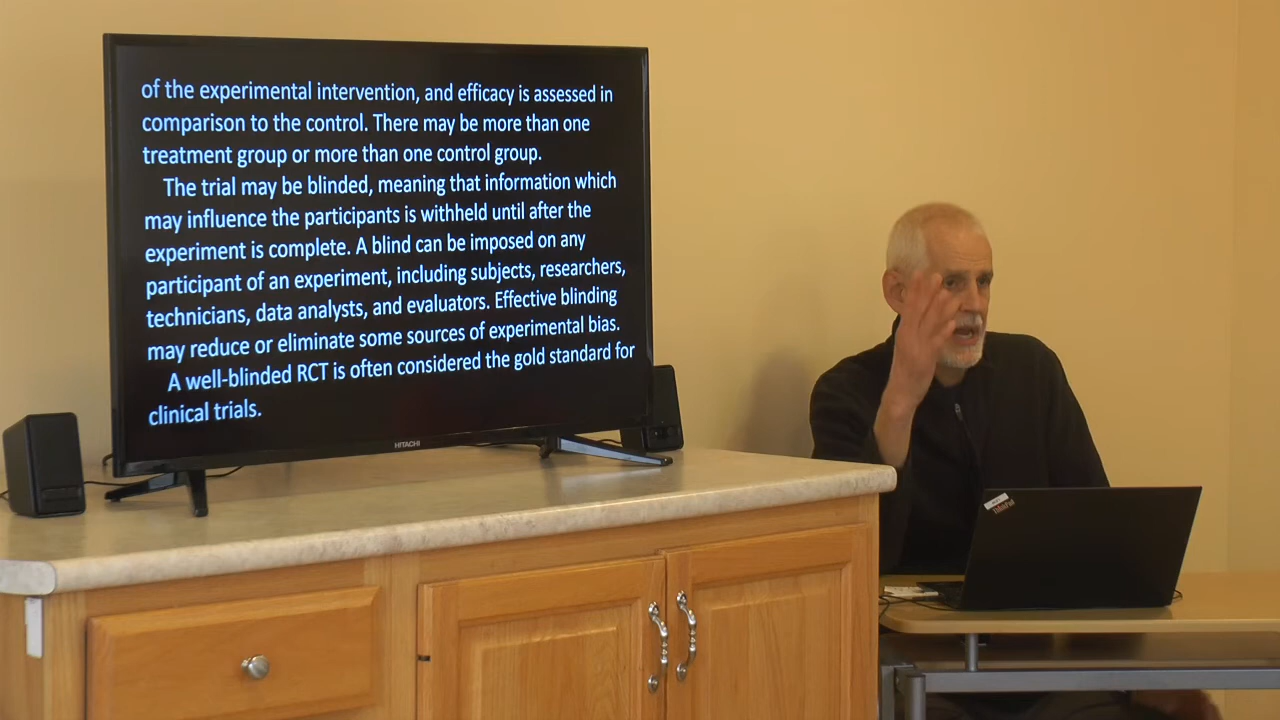 of the experimental intervention, and efficacy is assessed in
comparison to the control. There may be more than one
treatment group or more than one control group.
The trial may be blinded, meaning that information which
may influence the participants is withheld until after the
experiment is complete. A blind can be imposed on any
participant of an experiment, including subjects, researchers,
technicians, data analysts, and evaluators. Effective blinding
may reduce or eliminate some sources of experimental bias.
A well-blinded RCT is often considered the gold standard for
clinical trials.
HITACHI